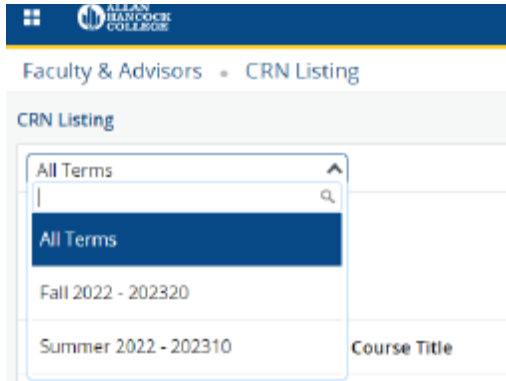 ALLAN
HANCOCK
COLLEGE
Faculty & Advisors • CRN Listing
CRN Listing
All Terms
All Terms
Fall 2022 - 202320
Summer 2022 - 202310
Course Title